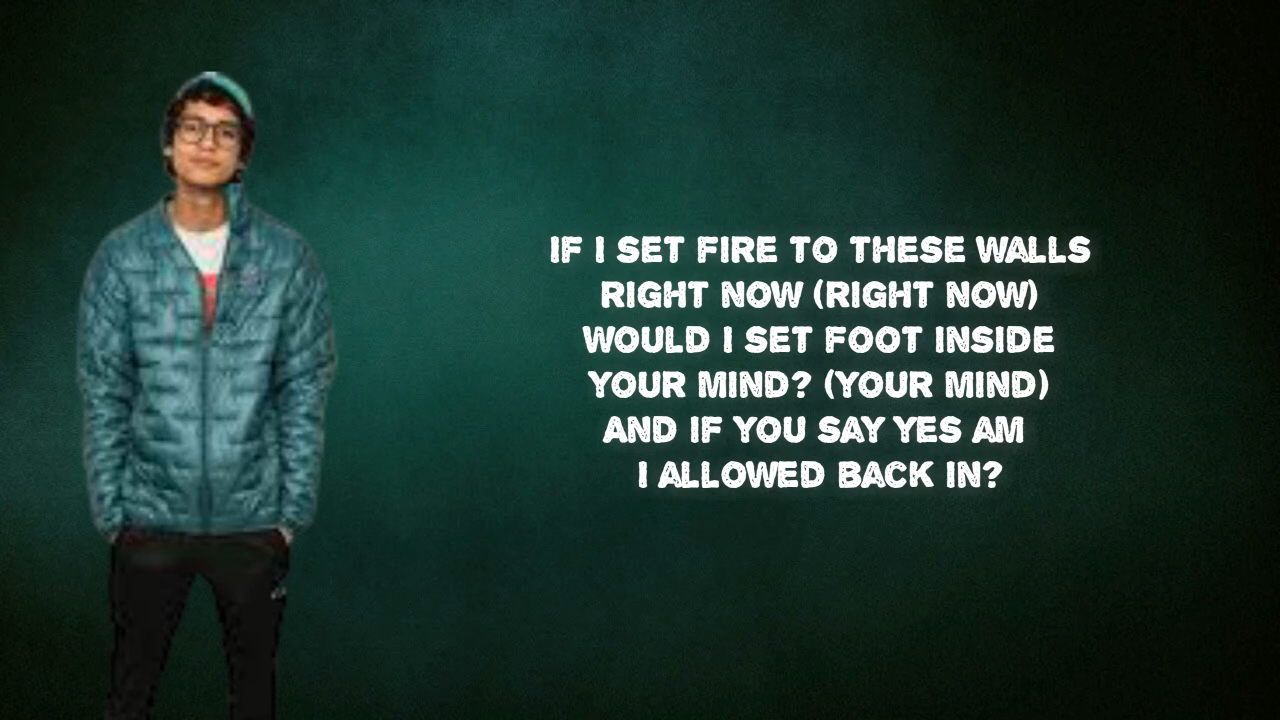 IF I SET FIRE TO THESE WALLS
RIGHT NOW (RIGHT NOW)
WOULD I SET FOOT INSIDE
YOUR MIND? (YOUR MIND)
AND IF YOU SAY YES AM
I ALLOWED BACK IN?